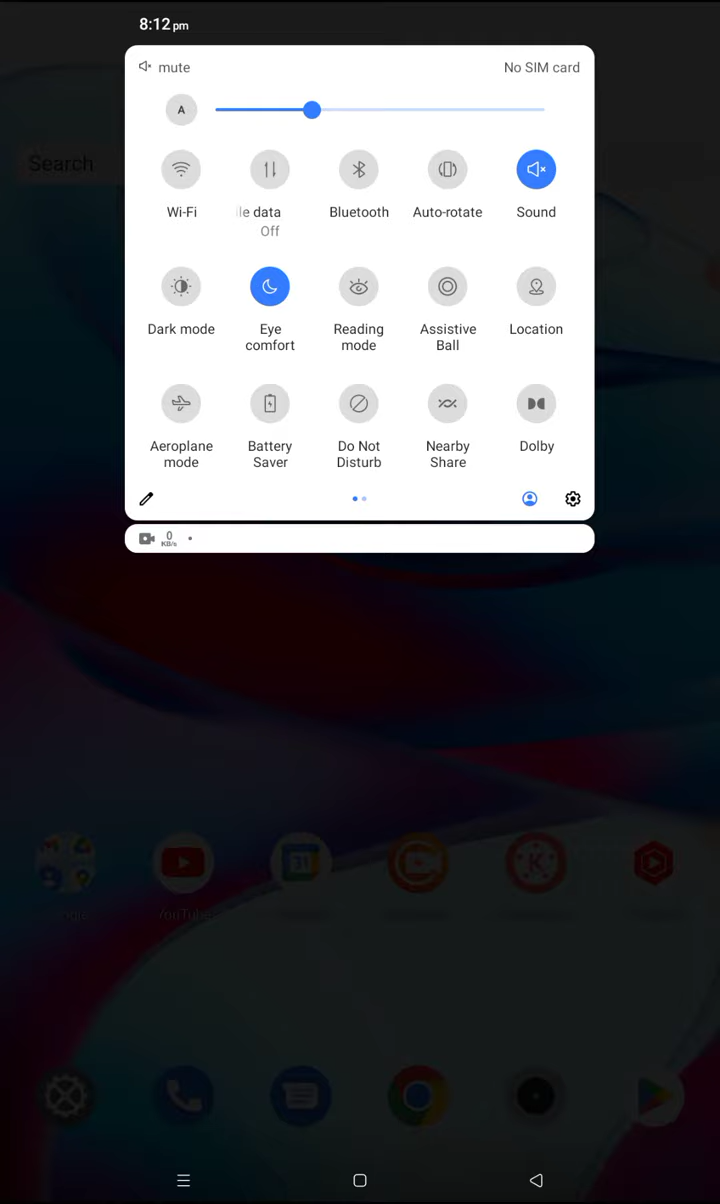 8:12 pm
mute
No SIM card
A
Search
Wi-Fi
le data
Off
Bluetooth
Auto-rotate
Sound
Dark mode
Eye
comfort
Reading
mode
Assistive
Ball
Location
Aeroplane
mode
Battery
Saver
Do Not
Disturb
Nearby
Share
Dolby
0
KB/s
31
K
YouTube